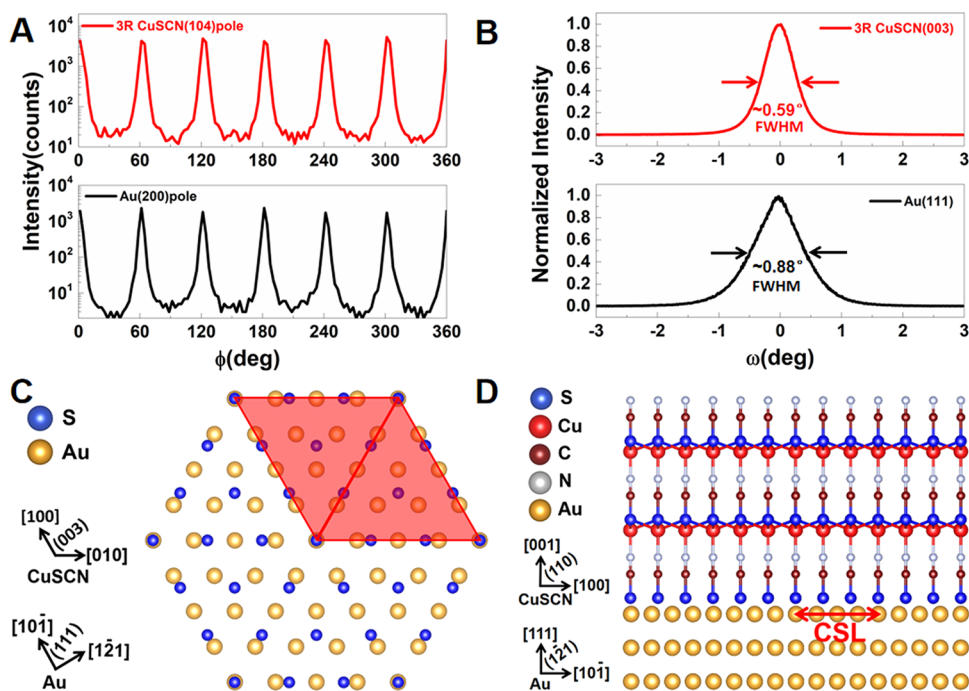 A
3R CuSCN(104)pole
10⁴
10³
10²
10¹
0 60 120 180 240 300 360
Au(200)pole
10⁴
10³
10²
10¹
0 60 120 180 240 300 360
Intensity(counts)
ϕ(deg)
B
3R CuSCN(003)
1.0
0.8
0.6
0.4
0.2
0.0
~0.59°
FWHM
-3 -2 -1 0 1 2 3
Au(111)
1.0
0.8
0.6
0.4
0.2
0.0
~0.88°
FWHM
-3 -2 -1 0 1 2 3
Normalized Intensity
ω(deg)
C
S
Au
[100]
(003)
[010]
CuSCN
[101̄]
(111)
[12̄1]
Au
D
S
Cu
C
N
Au
[001]
(110)
[100]
CuSCN
[111]
(12̄1)
[101̄]
Au
CSL